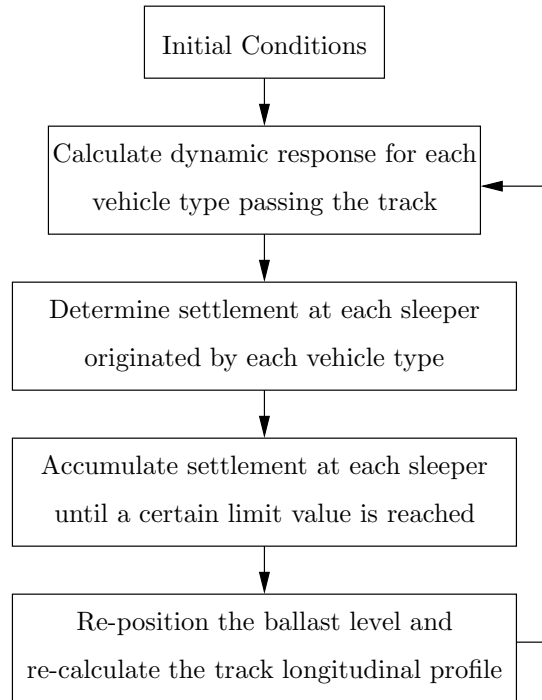 Initial Conditions
Calculate dynamic response for each
vehicle type passing the track
Determine settlement at each sleeper
originated by each vehicle type
Accumulate settlement at each sleeper
until a certain limit value is reached
Re-position the ballast level and
re-calculate the track longitudinal profile